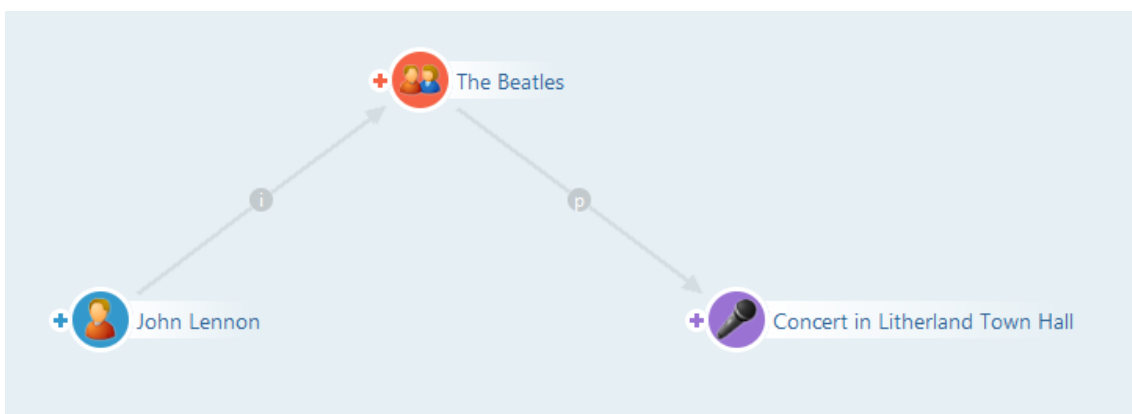 The Beatles
i
p
John Lennon
Concert in Litherland Town Hall